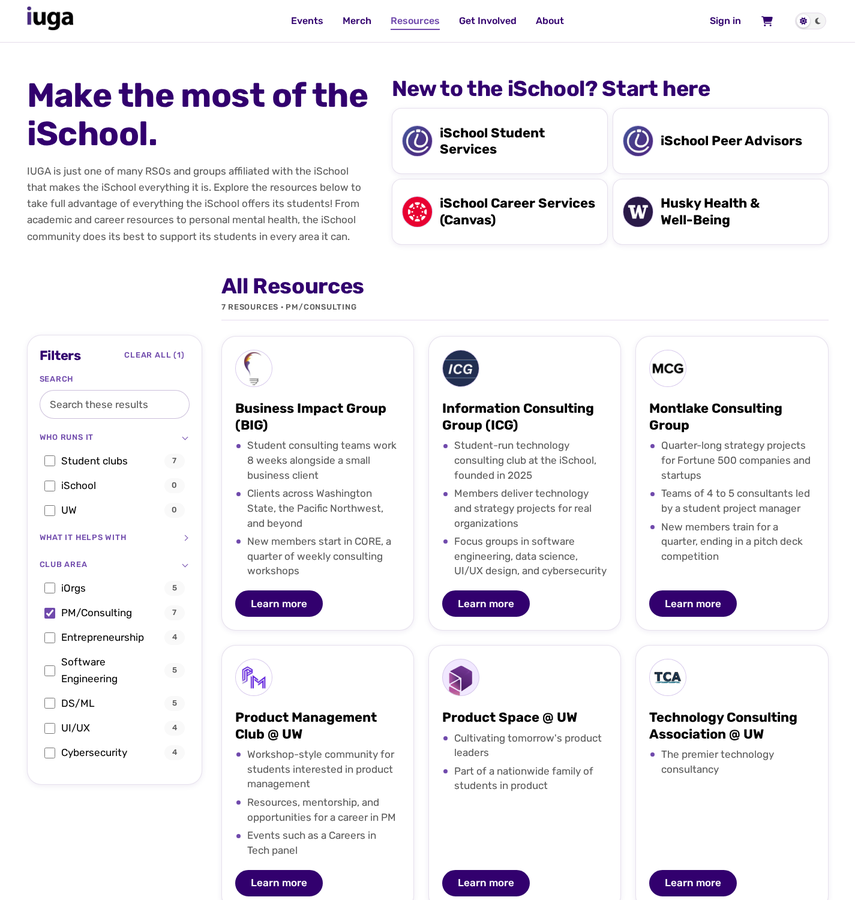 iuga
Events
Merch
Resources
Get Involved
About
Sign in
Make the most of the
iSchool.
IUGA is just one of many RSOs and groups affiliated with the iSchool
that makes the iSchool everything it is. Explore the resources below to
take full advantage of everything the iSchool offers its students! From
academic and career resources to personal mental health, the iSchool
community does its best to support its students in every area it can.
New to the iSchool? Start here
iSchool Student
Services
iSchool Peer Advisors
iSchool Career Services
(Canvas)
W
Husky Health &
Well-Being
All Resources
7 RESOURCES • PM/CONSULTING
Filters
CLEAR ALL (1)
SEARCH
Search these results
WHO RUNS IT
Student clubs 7
iSchool 0
UW 0
WHAT IT HELPS WITH
CLUB AREA
iOrgs 5
PM/Consulting 7
Entrepreneurship 4
Software
Engineering 5
DS/ML 5
UI/UX 4
Cybersecurity 4
Business Impact Group
(BIG)
Student consulting teams work
8 weeks alongside a small
business client
Clients across Washington
State, the Pacific Northwest,
and beyond
New members start in CORE, a
quarter of weekly consulting
workshops
Learn more
ICG
Information Consulting
Group (ICG)
Student-run technology
consulting club at the iSchool,
founded in 2025
Members deliver technology
and strategy projects for real
organizations
Focus groups in software
engineering, data science,
UI/UX design, and cybersecurity
Learn more
MCG
Montlake Consulting
Group
Quarter-long strategy projects
for Fortune 500 companies and
startups
Teams of 4 to 5 consultants led
by a student project manager
New members train for a
quarter, ending in a pitch deck
competition
Learn more
PM
Product Management
Club @ UW
Workshop-style community for
students interested in product
management
Resources, mentorship, and
opportunities for a career in PM
Events such as a Careers in
Tech panel
Learn more
Product Space @ UW
Cultivating tomorrow's product
leaders
Part of a nationwide family of
students in product
Learn more
TCA
Technology Consulting
Association @ UW
The premier technology
consultancy
Learn more